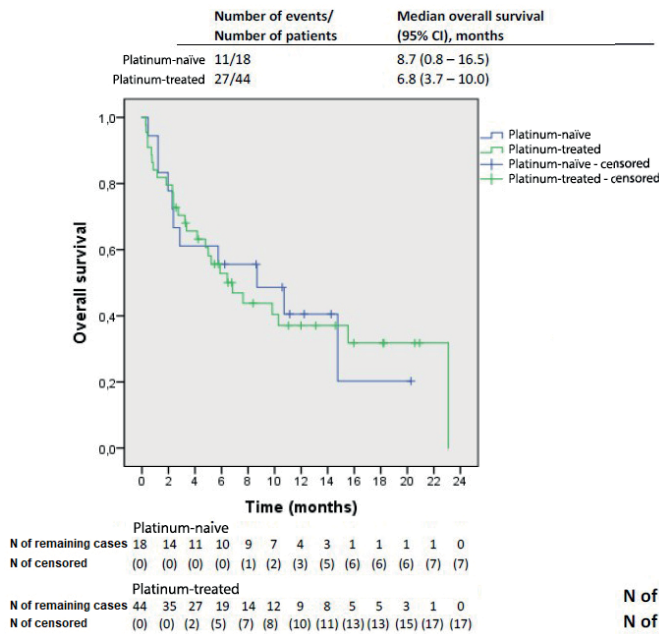 Number of events/ Median overall survival
Number of patients (95% CI), months
Platinum-naïve 11/18 8.7 (0.8 – 16.5)
Platinum-treated 27/44 6.8 (3.7 – 10.0)
Platinum-naïve
Platinum-treated
Platinum-naïve - censored
Platinum-treated - censored
Overall survival
1,0
0,8
0,6
0,4
0,2
0,0
0 2 4 6 8 10 12 14 16 18 20 22 24
Time (months)
Platinum-naive
N of remaining cases 18 14 11 10 9 7 4 3 1 1 1 1 0
N of censored (0) (0) (0) (0) (1) (2) (3) (5) (6) (6) (6) (7) (7)
Platinum-treated
N of remaining cases 44 35 27 19 14 12 9 8 5 5 3 1 0
N of censored (0) (0) (2) (5) (7) (8) (10) (11) (13) (13) (15) (17) (17)
N of
N of